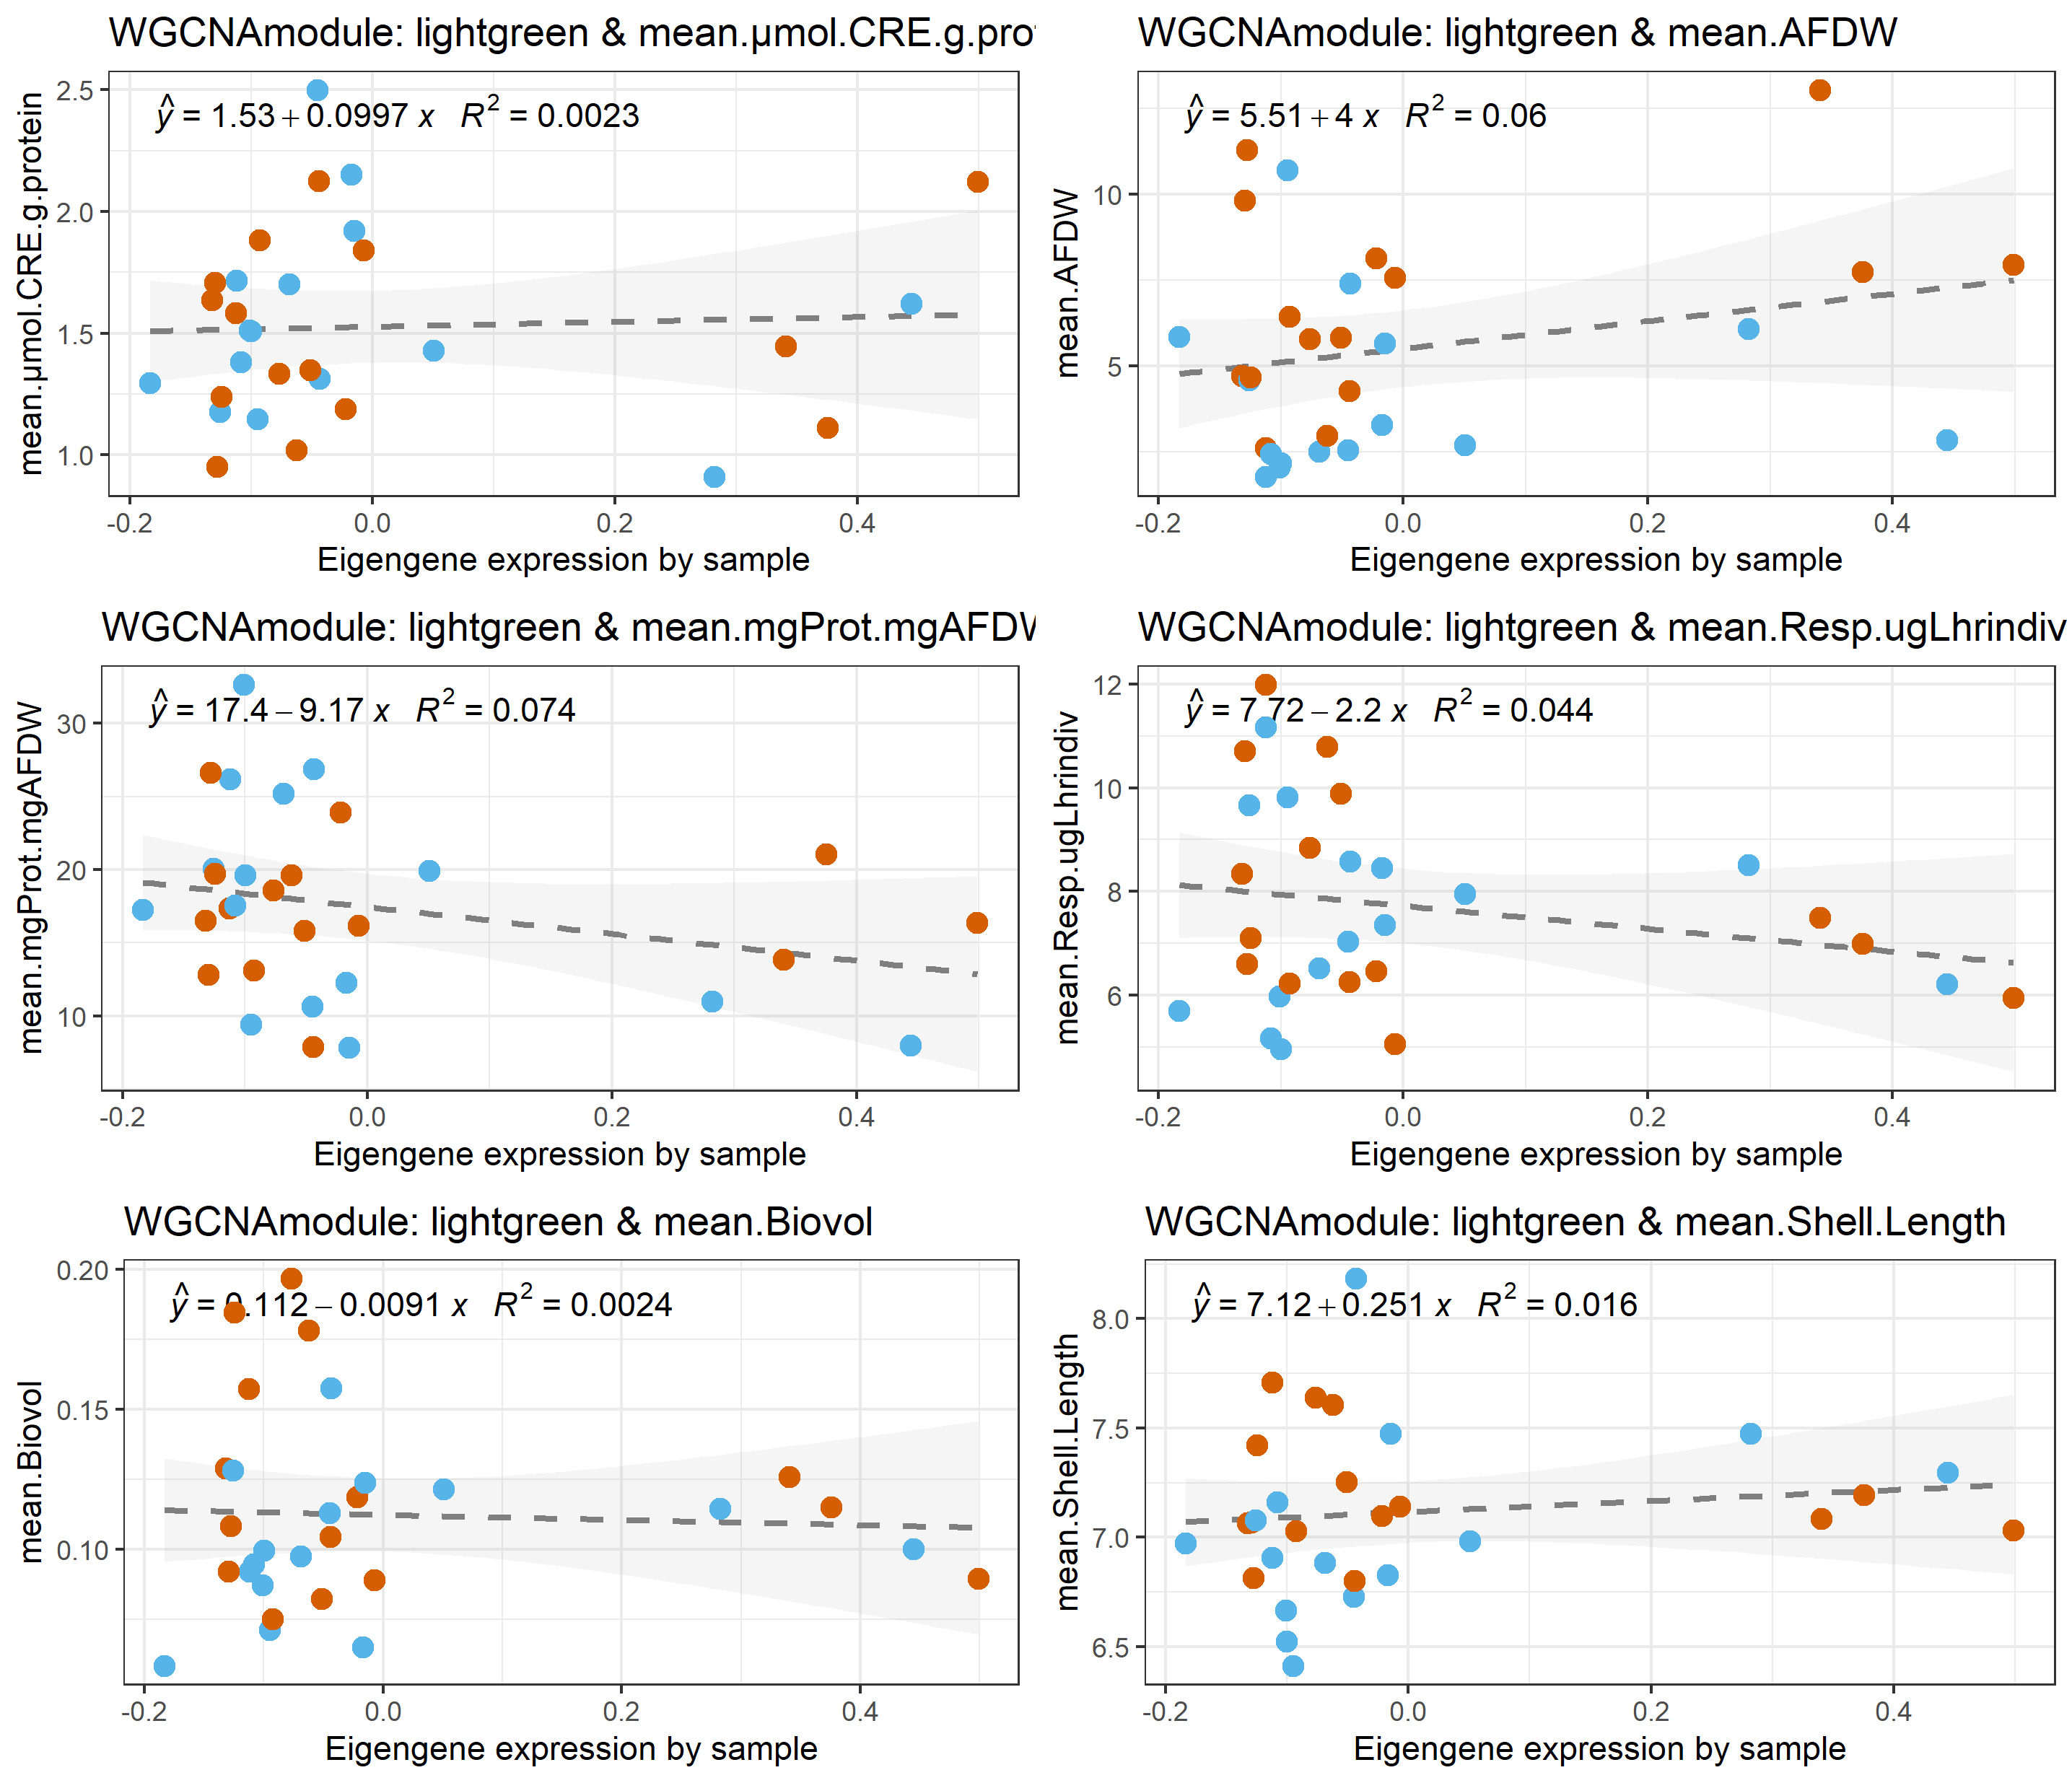 WGCNAmodule: lightgreen & mean.µmol.CRE.g.pro
mean.µmol.CRE.g.protein
ŷ = 1.53 + 0.0997 x R² = 0.0023
2.5
2.0
1.5
1.0
-0.2 0.0 0.2 0.4
Eigengene expression by sample
WGCNAmodule: lightgreen & mean.AFDW
mean.AFDW
ŷ = 5.51 + 4 x R² = 0.06
10
5
-0.2 0.0 0.2 0.4
Eigengene expression by sample
WGCNAmodule: lightgreen & mean.mgProt.mgAFDW
mean.mgProt.mgAFDW
ŷ = 17.4 − 9.17 x R² = 0.074
30
20
10
-0.2 0.0 0.2 0.4
Eigengene expression by sample
WGCNAmodule: lightgreen & mean.Resp.ugLhrindiv
mean.Resp.ugLhrindiv
ŷ = 7.72 − 2.2 x R² = 0.044
12
10
8
6
-0.2 0.0 0.2 0.4
Eigengene expression by sample
WGCNAmodule: lightgreen & mean.Biovol
mean.Biovol
ŷ = 0.112 − 0.0091 x R² = 0.0024
0.20
0.15
0.10
-0.2 0.0 0.2 0.4
Eigengene expression by sample
WGCNAmodule: lightgreen & mean.Shell.Length
mean.Shell.Length
ŷ = 7.12 + 0.251 x R² = 0.016
8.0
7.5
7.0
6.5
-0.2 0.0 0.2 0.4
Eigengene expression by sample